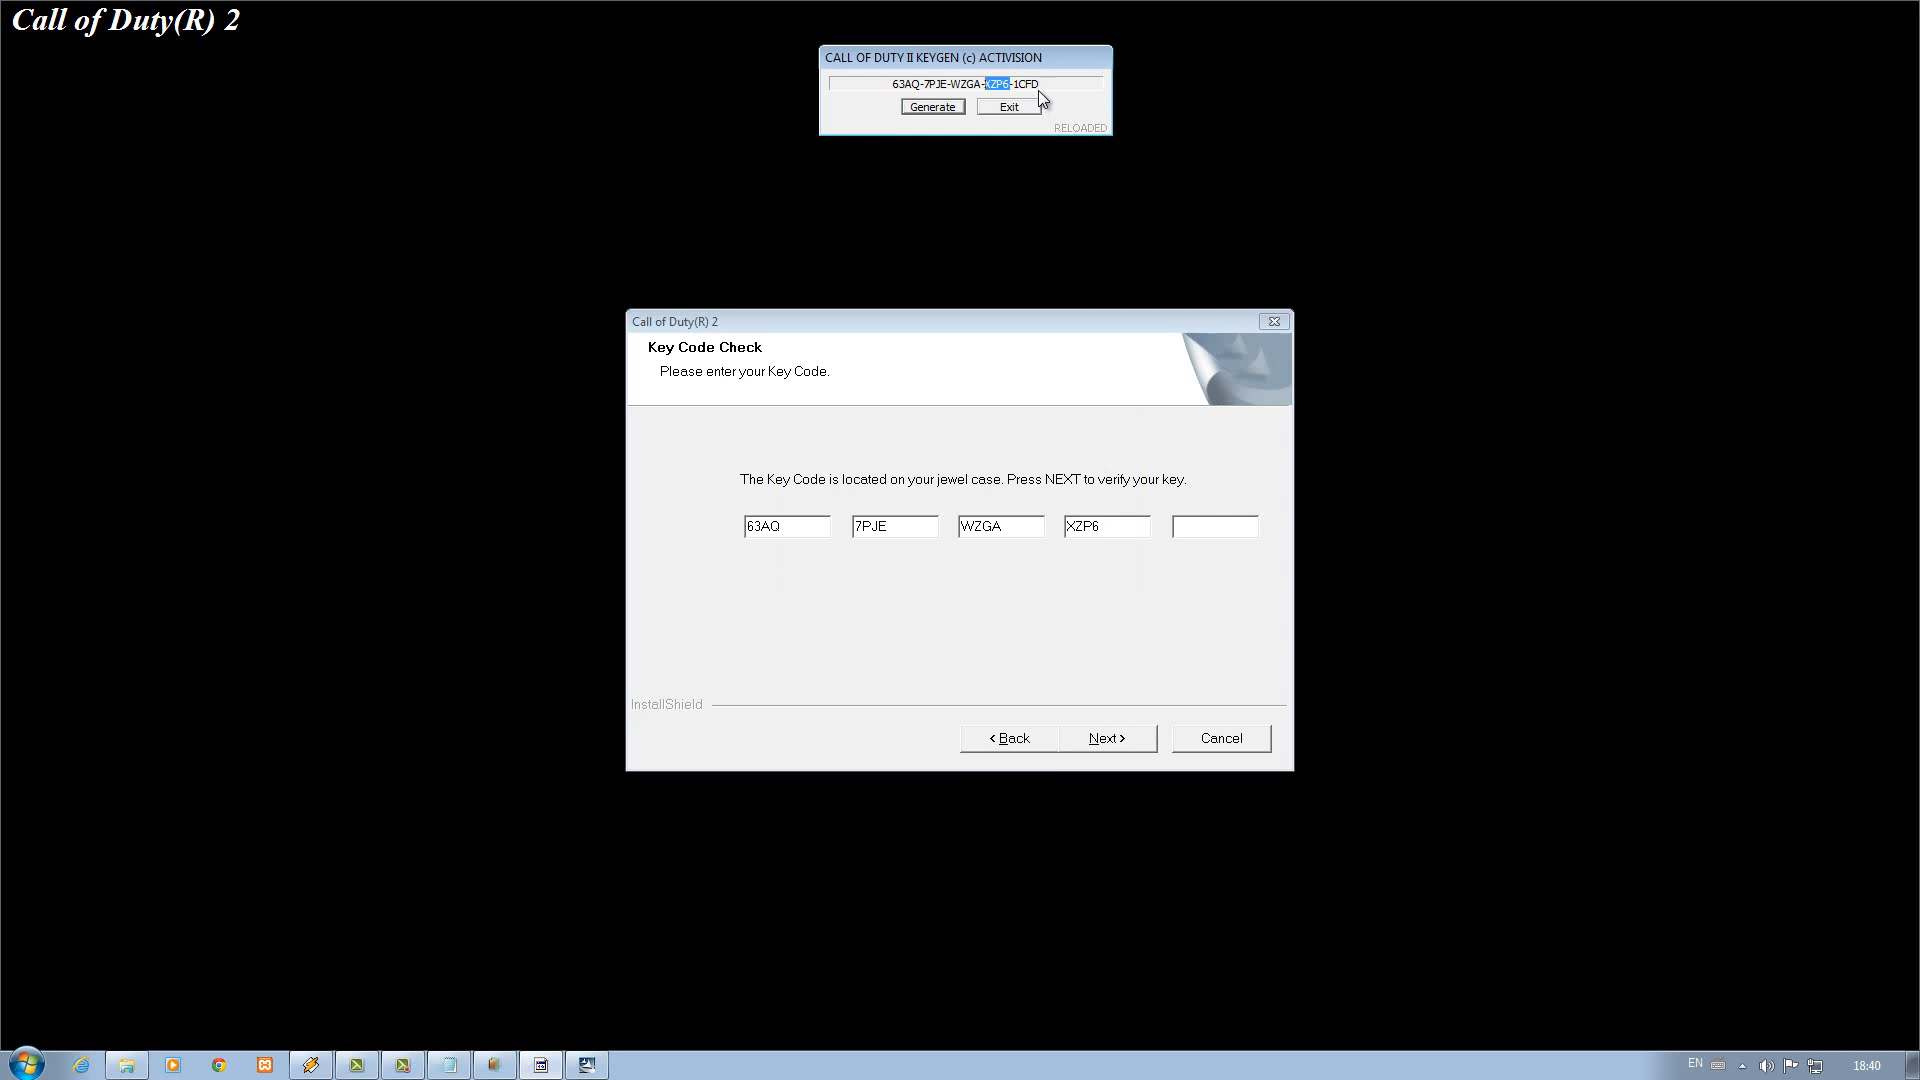 Call of Duty(R) 2
CALL OF DUTY II KEYGEN (c) ACTIVISION
63AQ-7PJE-WZGA-XZP6-1CFD
Generate Exit
RELOADED
Call of Duty(R) 2
Key Code Check
Please enter your Key Code.
The Key Code is located on your jewel case. Press NEXT to verify your key.
63AQ 7PJE WZGA XZP6
InstallShield
< Back Next > Cancel
EN 18:40